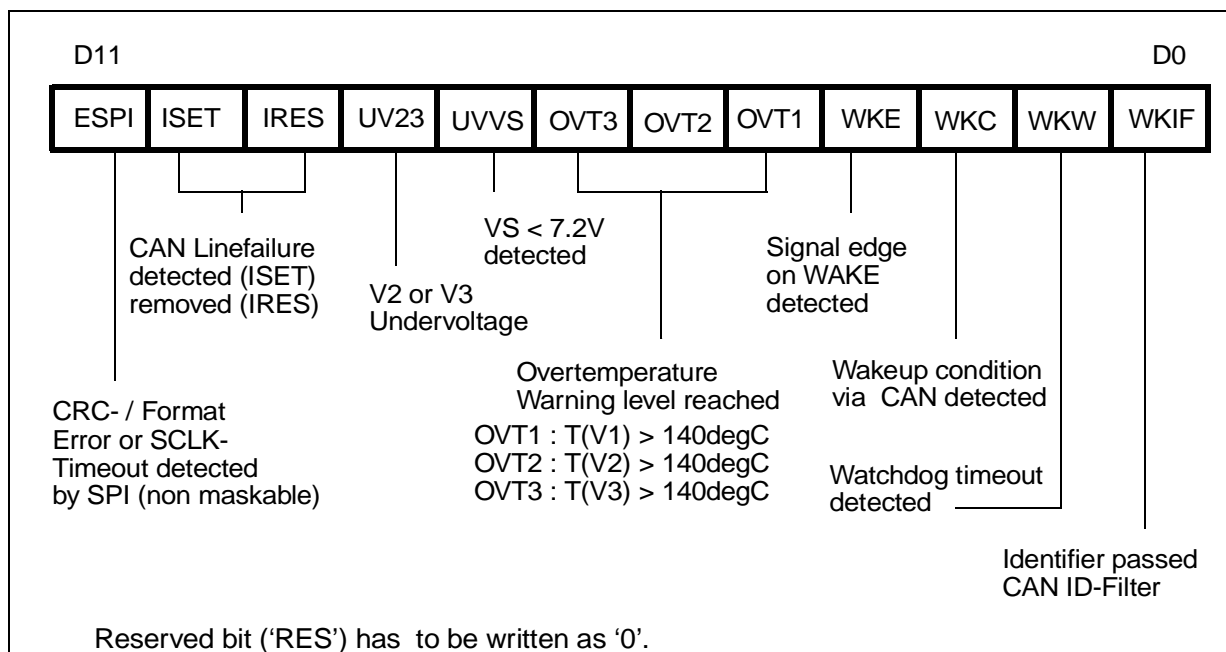 D11 D0
ESPI ISET IRES UV23 UVVS OVT3 OVT2 OVT1 WKE WKC WKW WKIF
CAN Linefailure
detected (ISET)
removed (IRES)
VS < 7.2V
detected
Signal edge
on WAKE
detected
V2 or V3
Undervoltage
CRC- / Format
Error or SCLK-
Timeout detected
by SPI (non maskable)
Overtemperature
Warning level reached
OVT1 : T(V1) > 140degC
OVT2 : T(V2) > 140degC
OVT3 : T(V3) > 140degC
Wakeup condition
via CAN detected
Watchdog timeout
detected
Identifier passed
CAN ID-Filter
Reserved bit (‘RES’) has to be written as ‘0’.